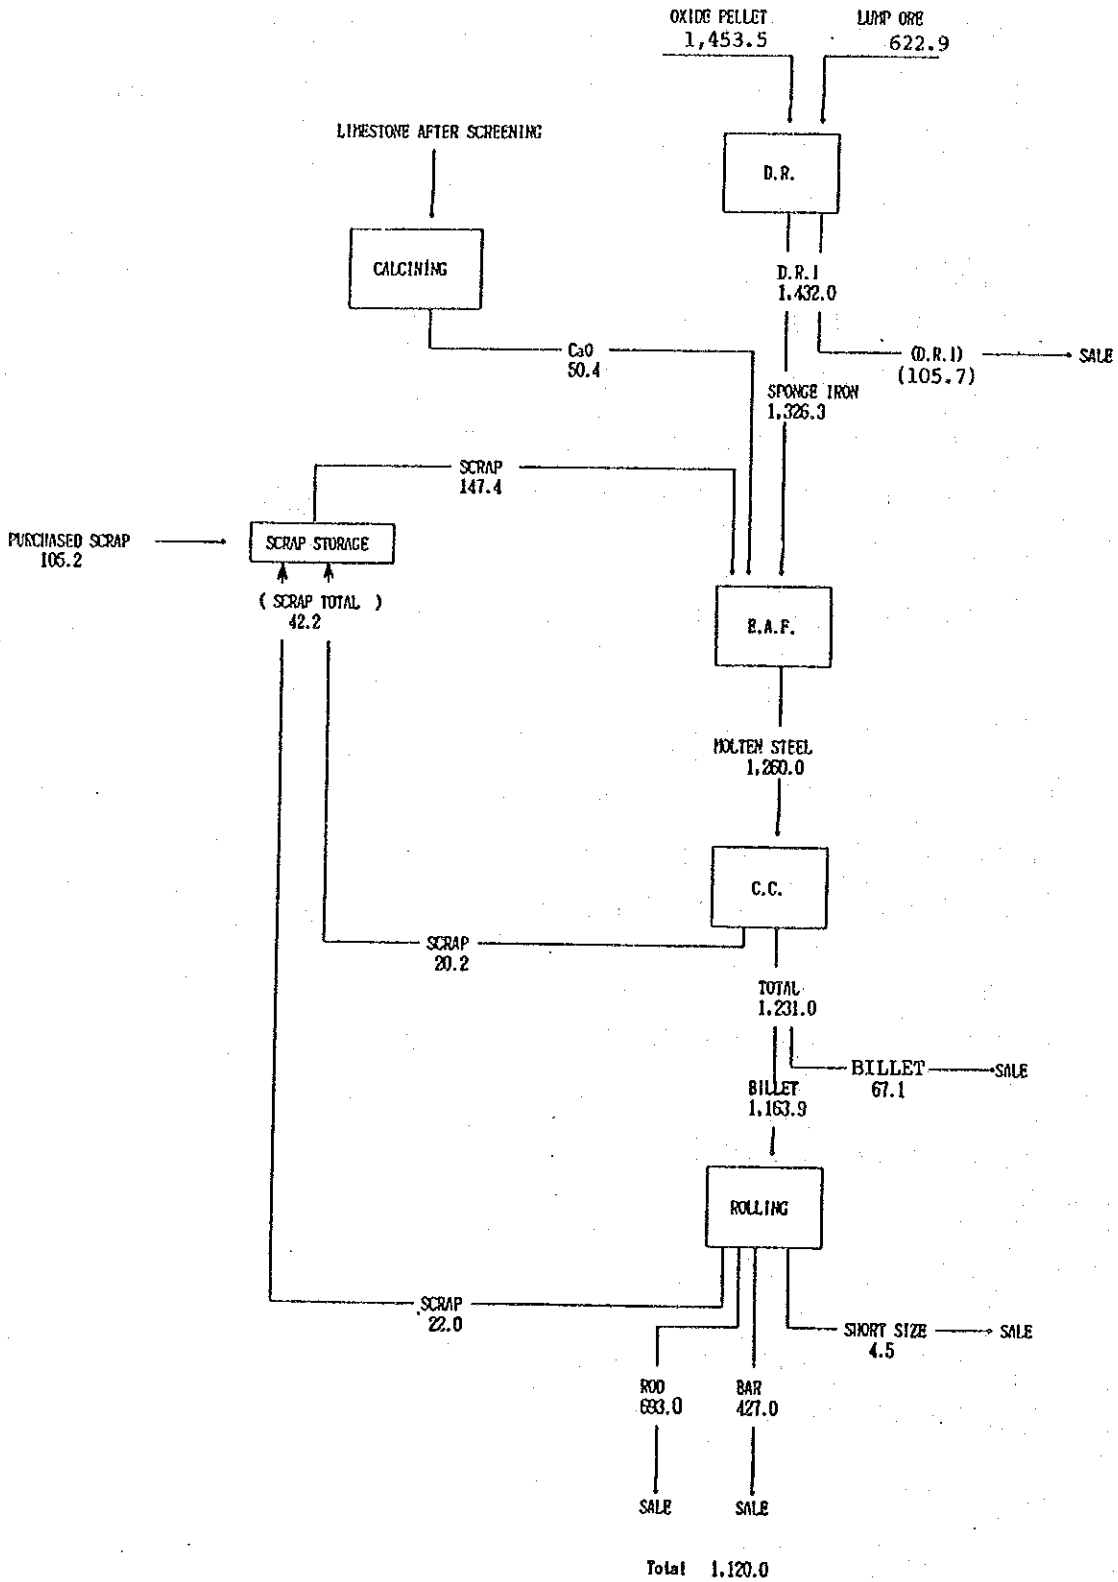 OXIDE PELLET
1,453.5
LUMP ORE
622.9
LIMESTONE AFTER SCREENING
D.R.
CALCINING
D.R.I
1,432.0
CaO
50.4
(D.R.I)
(105.7)
SALE
SPONGE IRON
1,326.3
SCRAP
147.4
PURCHASED SCRAP
105.2
SCRAP STORAGE
( SCRAP TOTAL )
42.2
E.A.F.
MOLTEN STEEL
1,260.0
C.C.
SCRAP
20.2
TOTAL
1,231.0
BILLET
67.1
SALE
BILLET
1,163.9
ROLLING
SCRAP
22.0
SHORT SIZE
4.5
SALE
ROD
693.0
BAR
427.0
SALE
SALE
Total 1,120.0